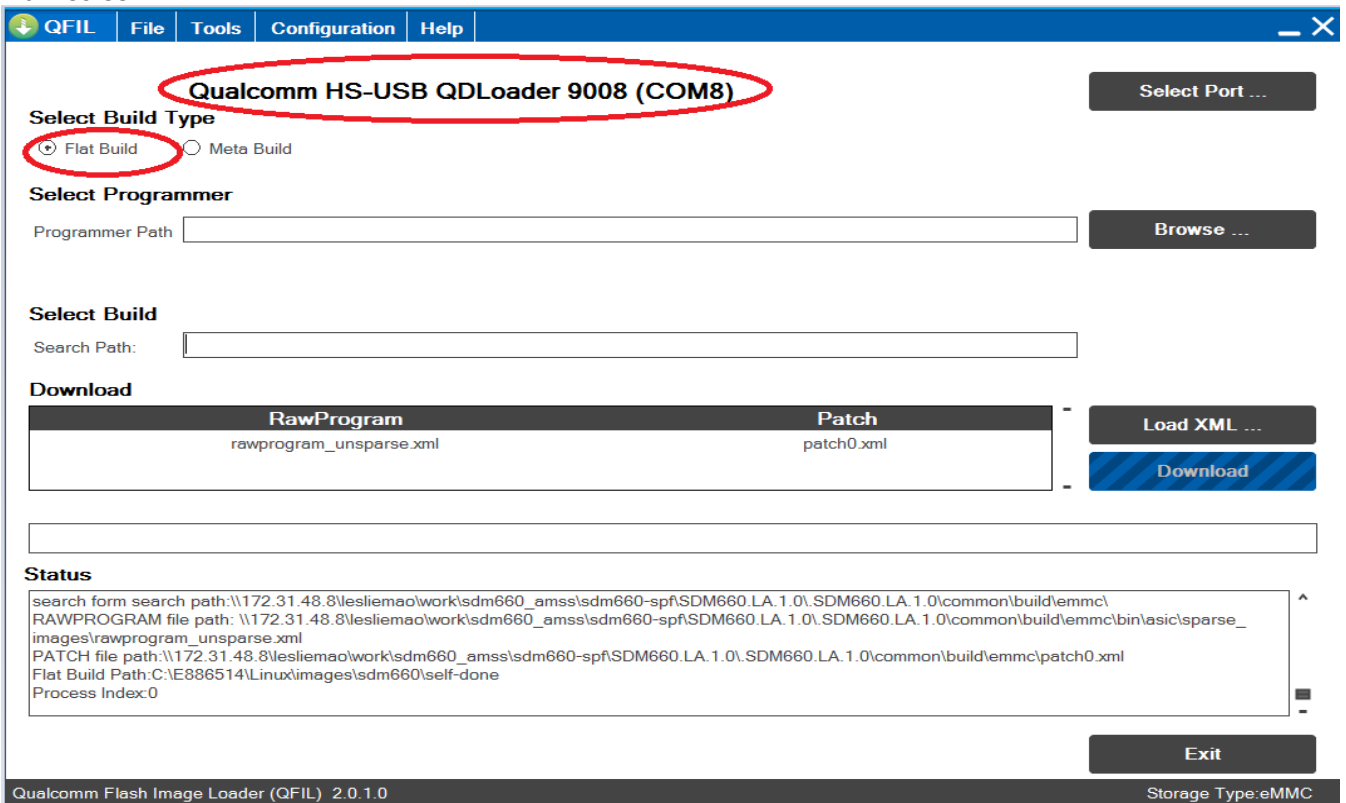 QFIL File Tools Configuration Help
Qualcomm HS-USB QDLoader 9008 (COM8)
Select Port ...
Select Build Type
Flat Build Meta Build
Select Programmer
Programmer Path
Browse ...
Select Build
Search Path:
Download
RawProgram Patch
Load XML ...
rawprogram_unsparse.xml patch0.xml
Download
Status
search form search path:\\172.31.48.8\lesliemao\work\sdm660_amss\sdm660-spf\SDM660.LA.1.0\.SDM660.LA.1.0\common\build\emmc\
RAWPROGRAM file path: \\172.31.48.8\lesliemao\work\sdm660_amss\sdm660-spf\SDM660.LA.1.0\.SDM660.LA.1.0\common\build\emmc\bin\asic\sparse_
images\rawprogram_unsparse.xml
PATCH file path:\\172.31.48.8\lesliemao\work\sdm660_amss\sdm660-spf\SDM660.LA.1.0\.SDM660.LA.1.0\common\build\emmc\patch0.xml
Flat Build Path:C:\E886514\Linux\images\sdm660\self-done
Process Index:0
Exit
Qualcomm Flash Image Loader (QFIL) 2.0.1.0 Storage Type:eMMC